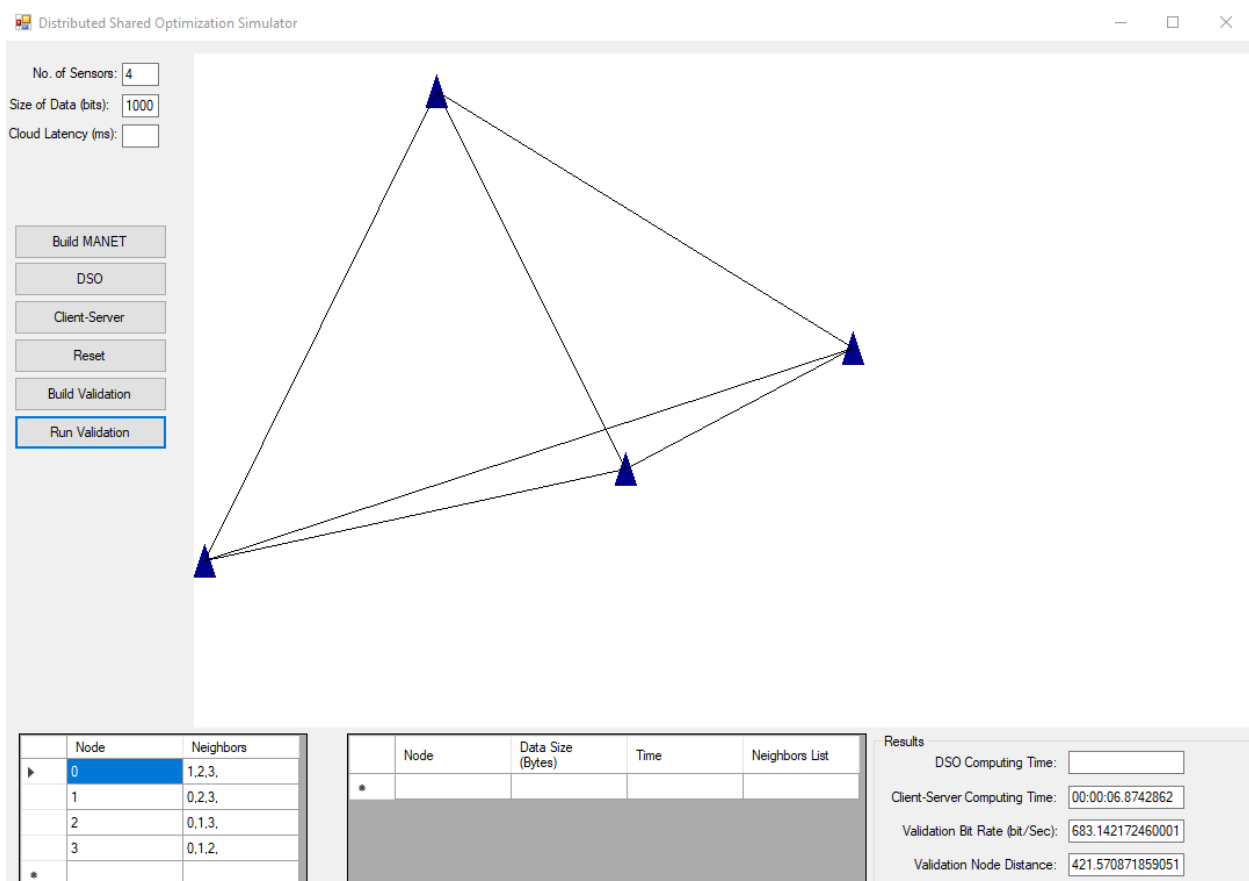 Distributed Shared Optimization Simulator
No. of Sensors: 4
Size of Data (bits): 1000
Cloud Latency (ms):
Build MANET
DSO
Client-Server
Reset
Build Validation
Run Validation
Node Neighbors
0 1,2,3,
1 0,2,3,
2 0,1,3,
3 0,1,2,
Node Data Size (Bytes) Time Neighbors List
Results
DSO Computing Time:
Client-Server Computing Time: 00:00:06.8742862
Validation Bit Rate (bit/Sec): 683.142172460001
Validation Node Distance: 421.570871859051